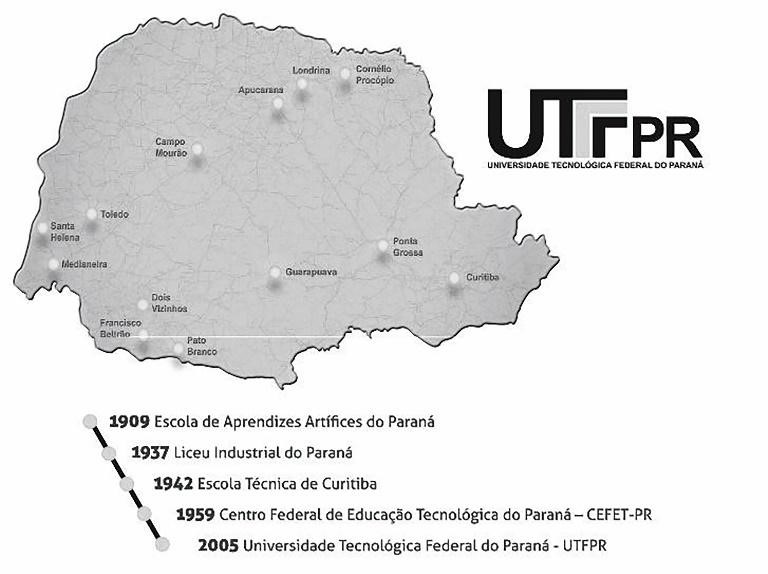 Londrina
Cornélio
Procópio
Apucarana
UTFPR
UNIVERSIDADE TECNOLÓGICA FEDERAL DO PARANÁ
Campo
Mourão
Toledo
Santa
Helena
Medianeira
Ponta
Grossa
Guarapuava
Curitiba
Dois
Vizinhos
Francisco
Beltrão
Pato
Branco
1909 Escola de Aprendizes Artífices do Paraná
1937 Liceu Industrial do Paraná
1942 Escola Técnica de Curitiba
1959 Centro Federal de Educação Tecnológica do Paraná – CEFET-PR
2005 Universidade Tecnológica Federal do Paraná - UTFPR